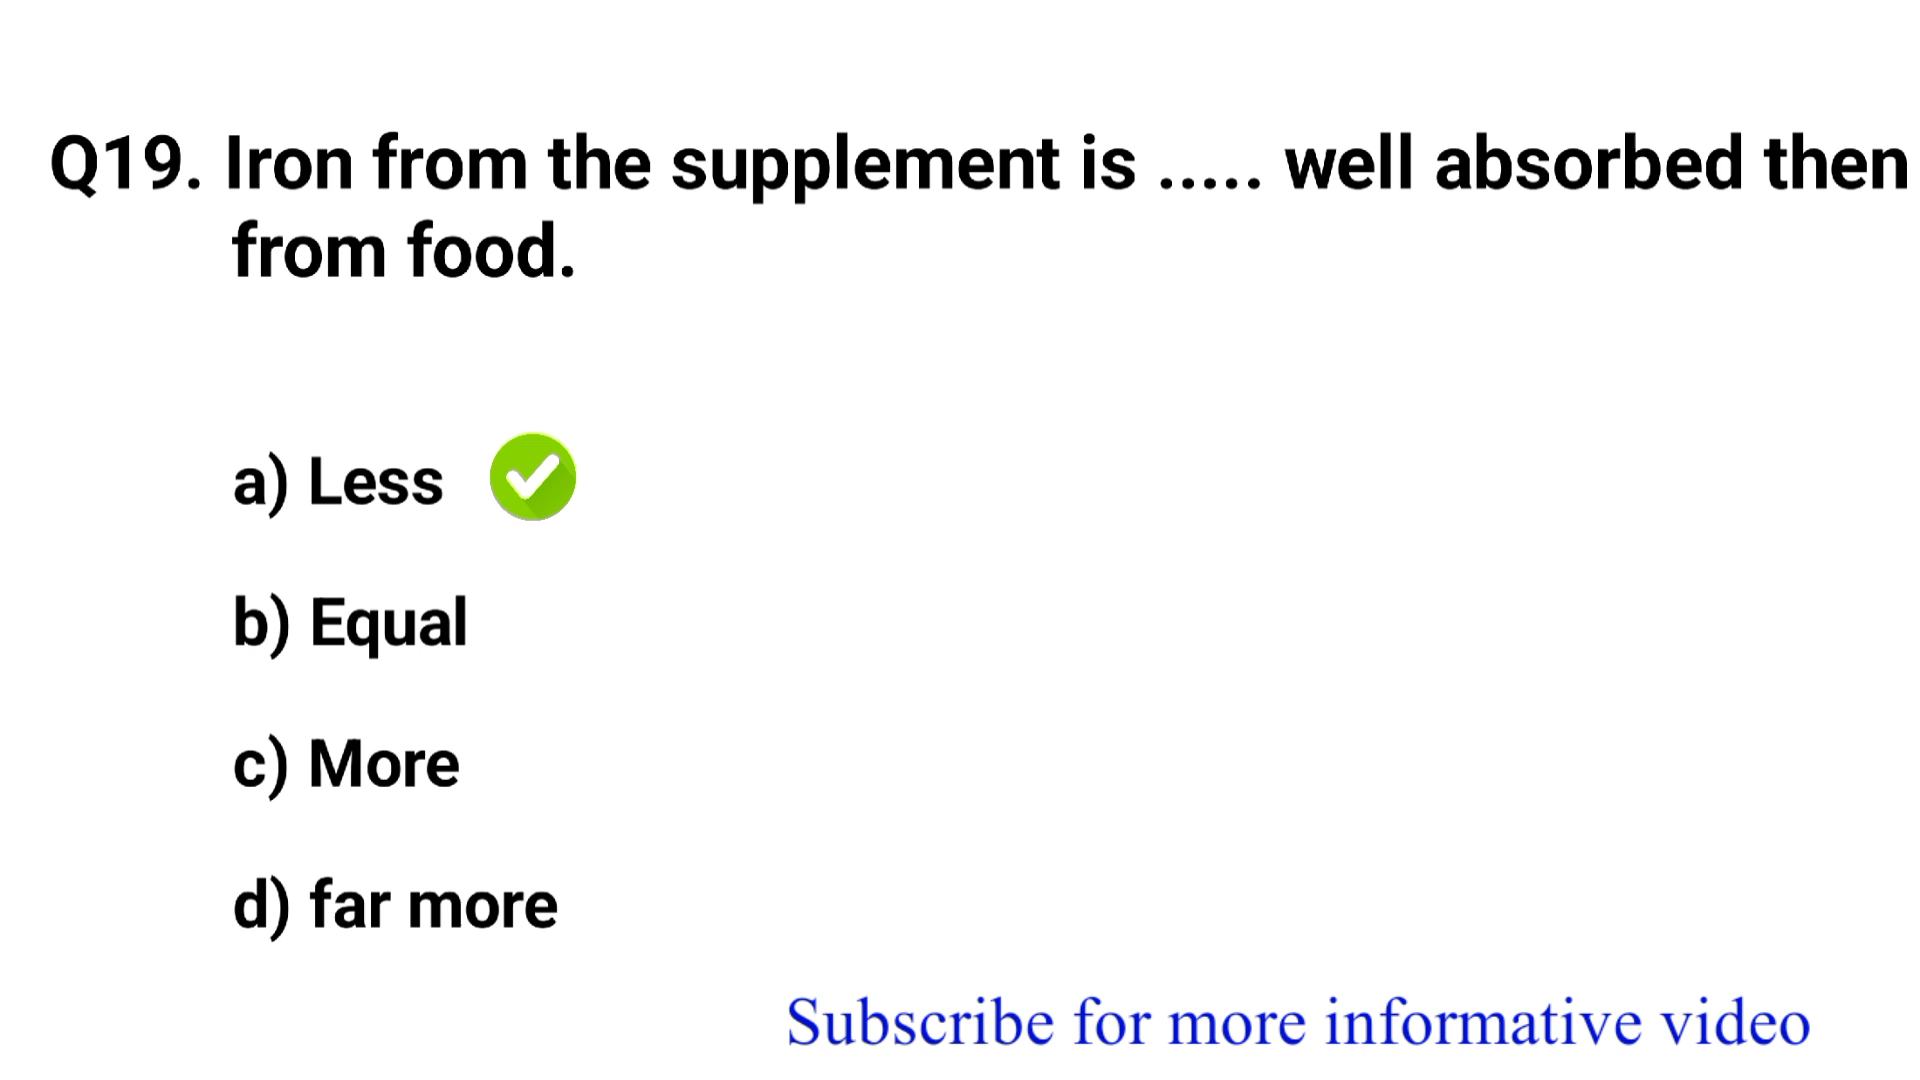 Q19. Iron from the supplement is ..... well absorbed then
from food.
a) Less
b) Equal
c) More
d) far more
Subscribe for more informative video